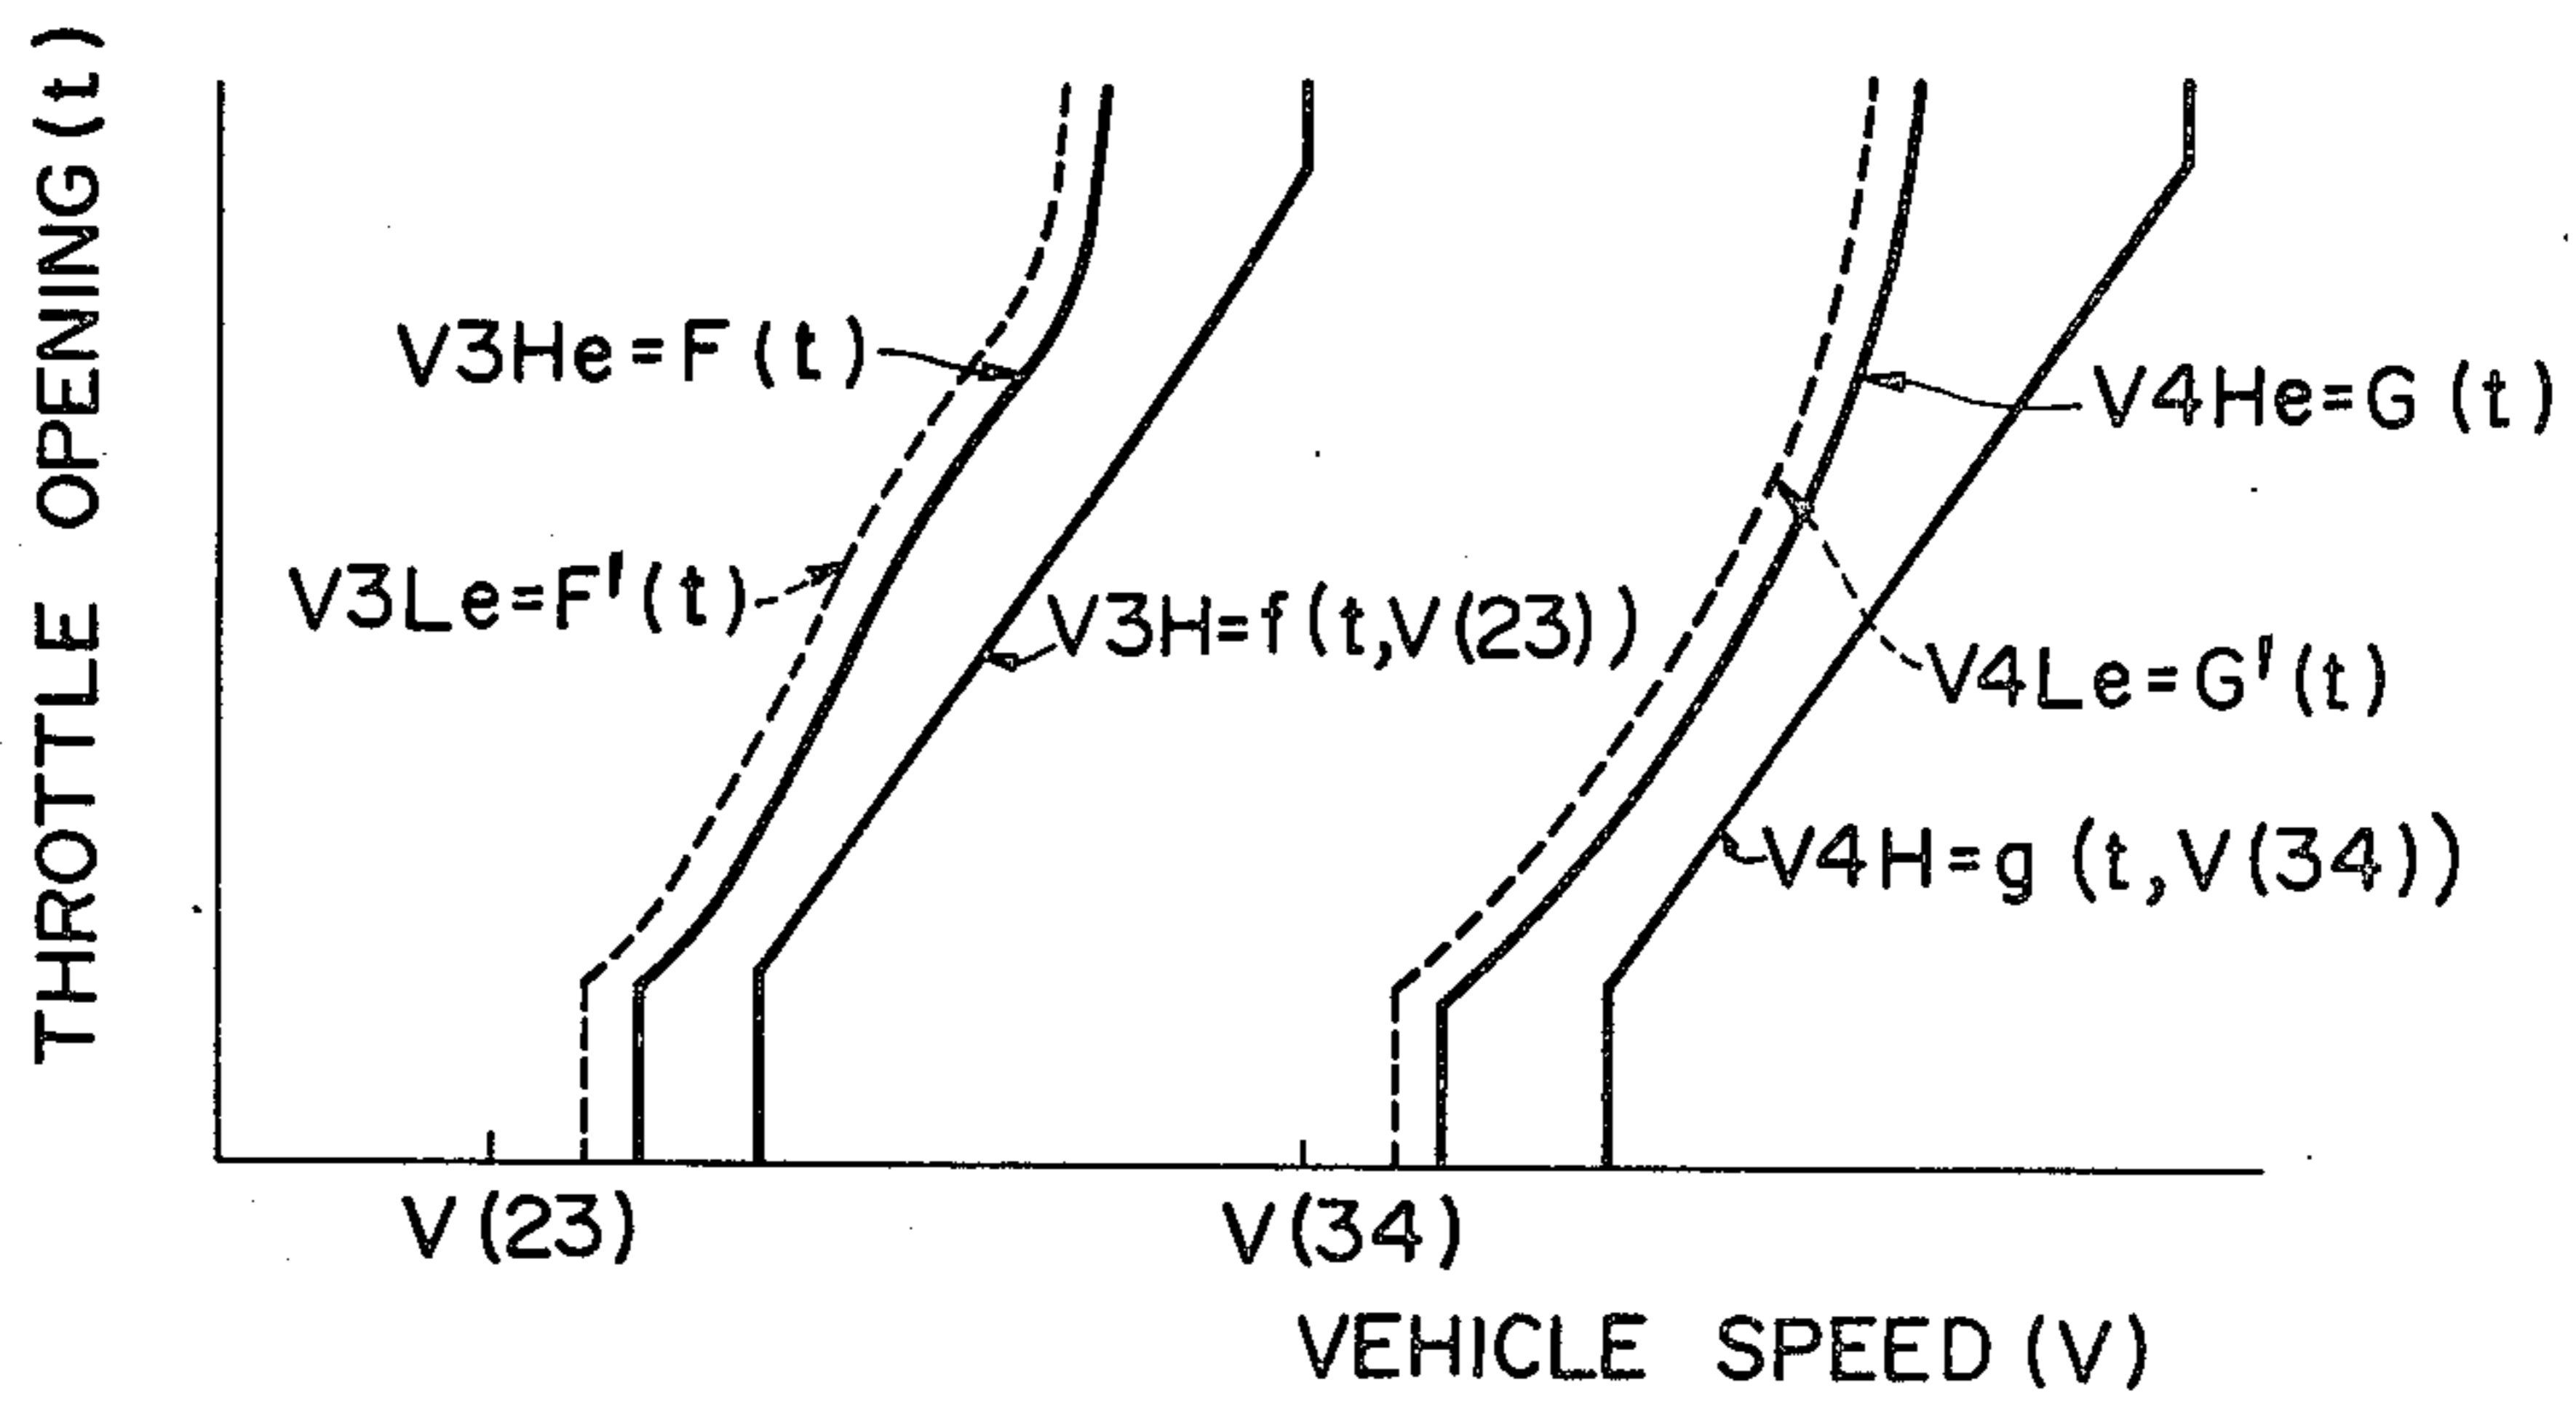 THROTTLE OPENING (t)
V3He=F(t)
V4He=G(t)
V3Le=F'(t)
V3H=f(t,V(23))
V4Le=G'(t)
V4H=g(t,V(34))
V(23)
V(34)
VEHICLE SPEED (V)